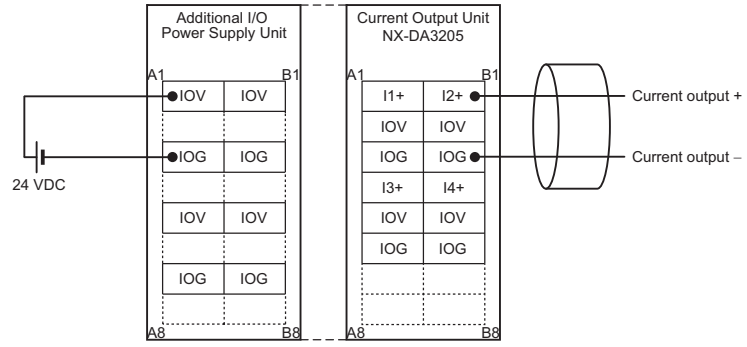 Additional I/O
Power Supply Unit
Current Output Unit
NX-DA3205
A1 B1 A1 B1
IOV IOV I1+ I2+ Current output +
IOV IOV
IOG IOG IOG IOG Current output −
24 VDC I3+ I4+
IOV IOV IOV IOV
IOG IOG
IOG IOG
A8 B8 A8 B8